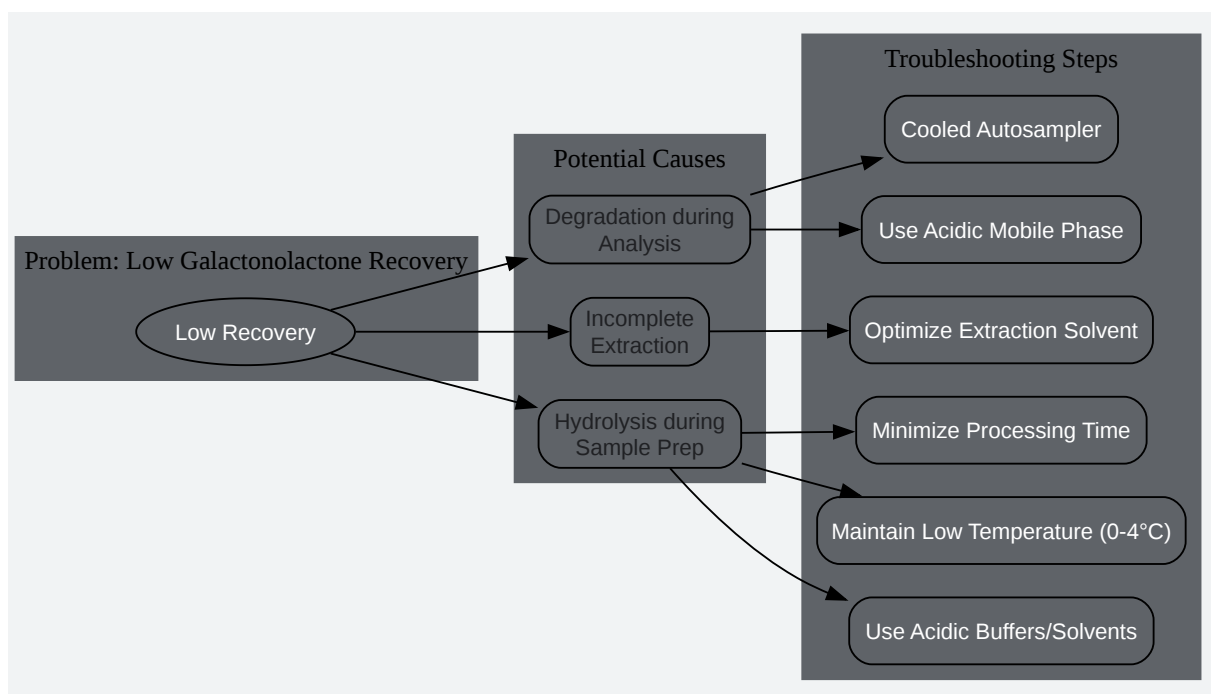 Problem: Low Galactonolactone Recovery
Low Recovery
Potential Causes
Degradation during
Analysis
Incomplete
Extraction
Hydrolysis during
Sample Prep
Troubleshooting Steps
Cooled Autosampler
Use Acidic Mobile Phase
Optimize Extraction Solvent
Minimize Processing Time
Maintain Low Temperature (0-4°C)
Use Acidic Buffers/Solvents